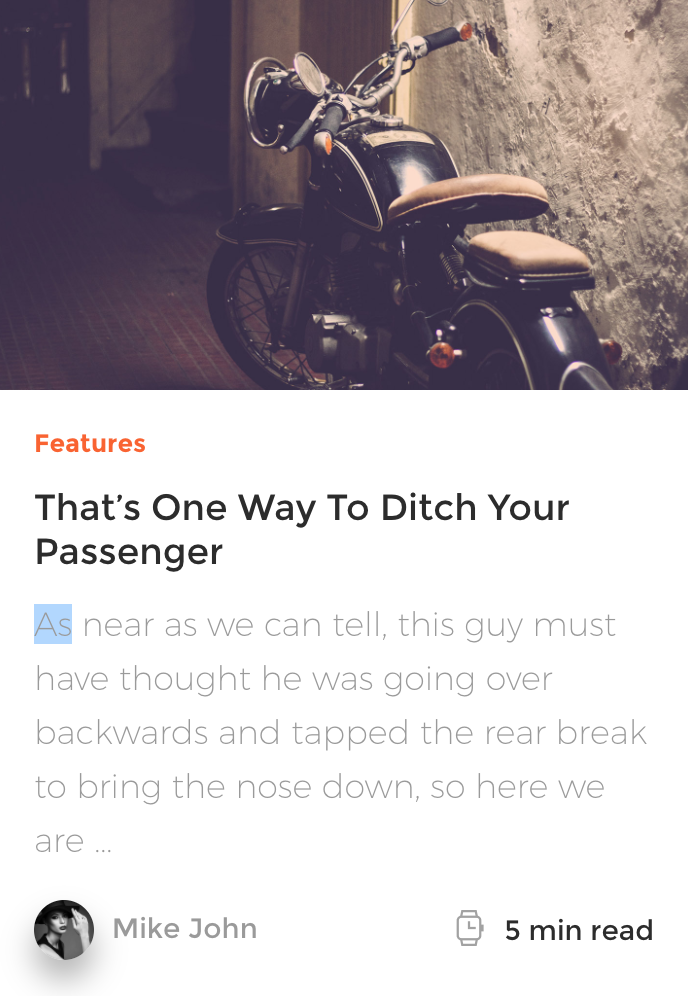 Features
That’s One Way To Ditch Your
Passenger
As near as we can tell, this guy must
have thought he was going over
backwards and tapped the rear break
to bring the nose down, so here we
are ...
Mike John
5 min read